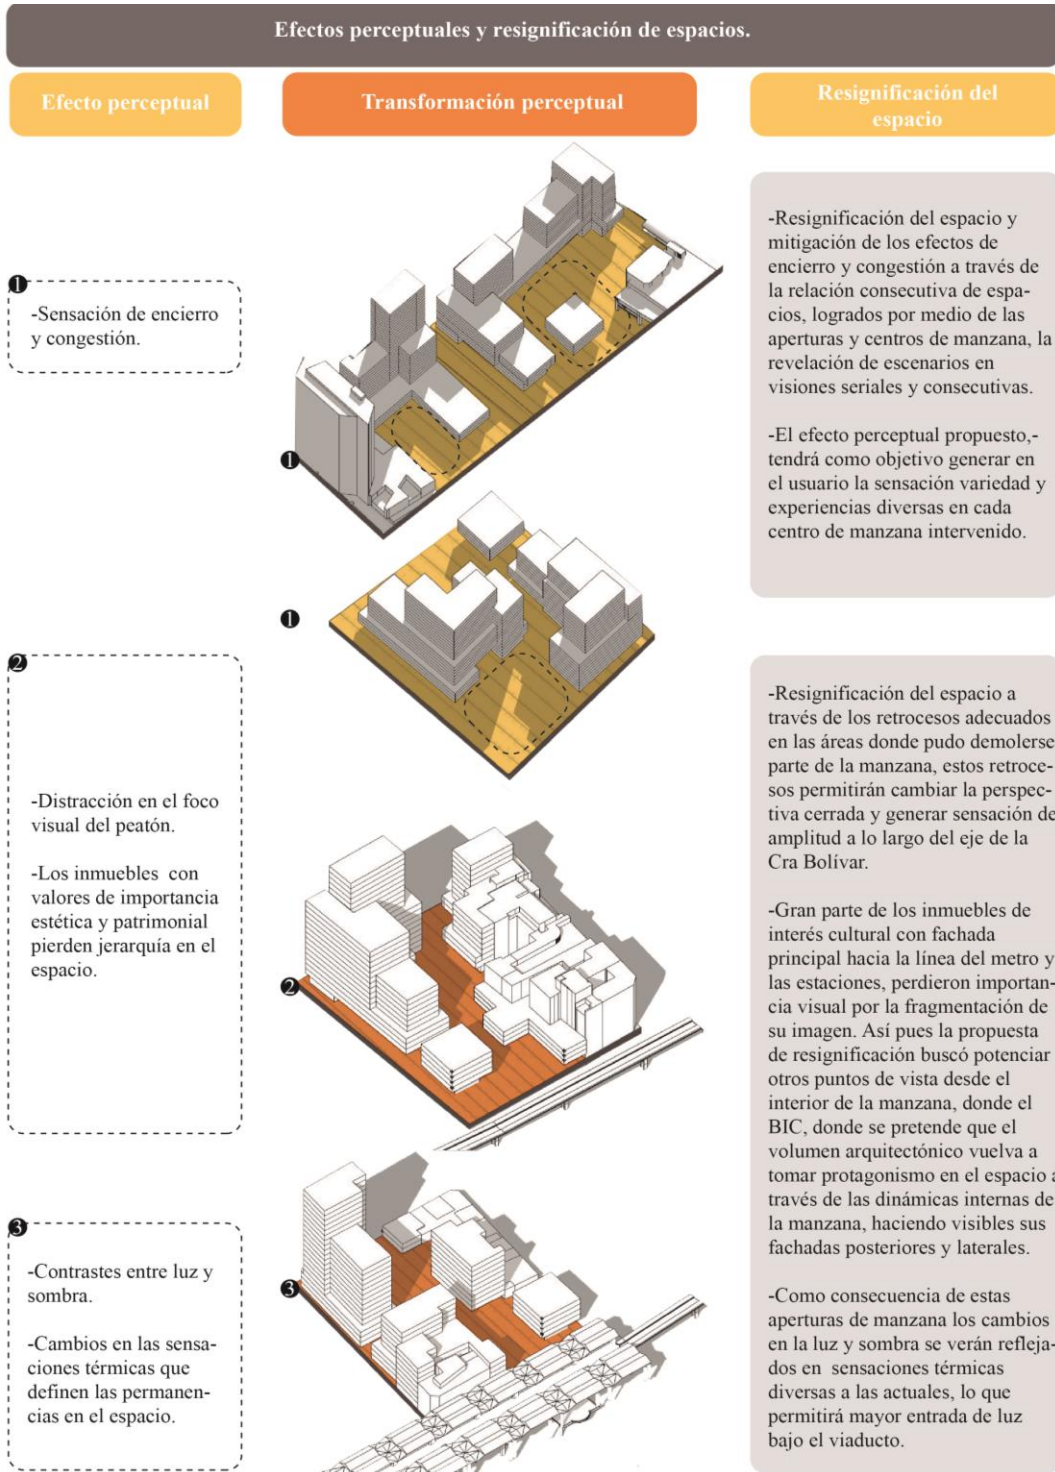 Efectos perceptuales y resignificación de espacios.
Efecto perceptual
Transformación perceptual
Resignificación del
espacio
1
-Sensación de encierro
y congestión.
1
1
-Resignificación del espacio y
mitigación de los efectos de
encierro y congestión a través de
la relación consecutiva de espa-
cios, logrados por medio de las
aperturas y centros de manzana, la
revelación de escenarios en
visiones seriales y consecutivas.
-El efecto perceptual propuesto,-
tendrá como objetivo generar en
el usuario la sensación variedad y
experiencias diversas en cada
centro de manzana intervenido.
2
-Distracción en el foco
visual del peatón.
-Los inmuebles con
valores de importancia
estética y patrimonial
pierden jerarquía en el
espacio.
2
-Resignificación del espacio a
través de los retrocesos adecuados
en las áreas donde pudo demolerse
parte de la manzana, estos retroce-
sos permitirán cambiar la perspec-
tiva cerrada y generar sensación de
amplitud a lo largo del eje de la
Cra Bolívar.
-Gran parte de los inmuebles de
interés cultural con fachada
principal hacia la línea del metro y
las estaciones, perdieron importan-
cia visual por la fragmentación de
su imagen. Así pues la propuesta
de resignificación buscó potenciar
otros puntos de vista desde el
interior de la manzana, donde el
BIC, donde se pretende que el
volumen arquitectónico vuelva a
tomar protagonismo en el espacio a
través de las dinámicas internas de
la manzana, haciendo visibles sus
fachadas posteriores y laterales.
-Como consecuencia de estas
aperturas de manzana los cambios
en la luz y sombra se verán refleja-
dos en sensaciones térmicas
diversas a las actuales, lo que
permitirá mayor entrada de luz
bajo el viaducto.
3
-Contrastes entre luz y
sombra.
-Cambios en las sensa-
ciones térmicas que
definen las permanen-
cias en el espacio.
3